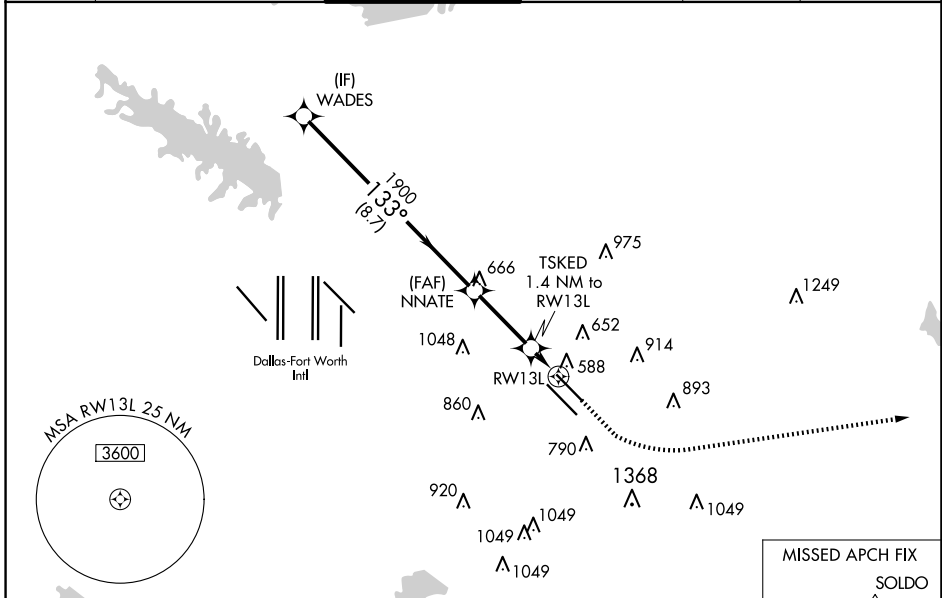 (IF)
WADES
1900
133°
(8.7)
(FAF)
NNATE
666
TSKED
1.4 NM to
RW13L
975
1249
652
1048
914
588
RW13L
Dallas-Fort Worth
Intl
893
860
790
MSA RW13L 25 NM
3600
1368
920
1049
1049
1049
1049
MISSED APCH FIX
SOLDO